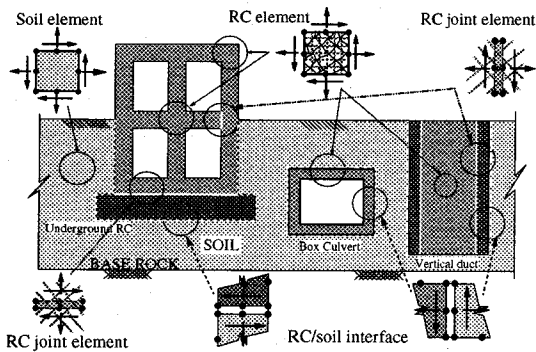 Soil element
RC element
RC joint element
Underground RC
SOIL
Box Culvert
Vertical duct
BASE ROCK
RC joint element
RC/soil interface